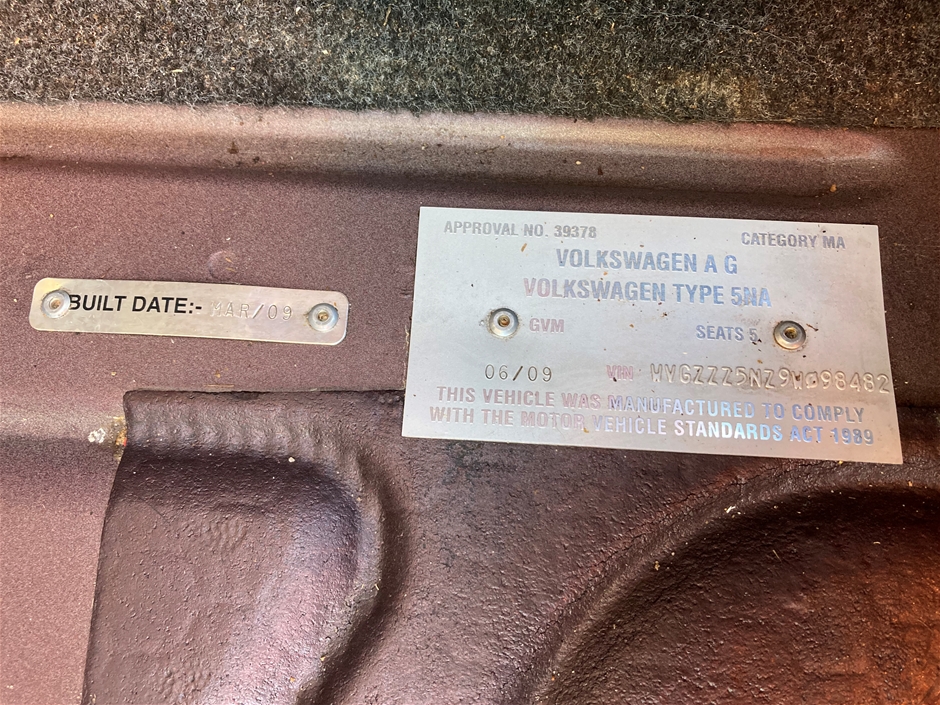 BUILT DATE:- MAR/09
APPROVAL NO. 39378
CATEGORY MA
VOLKSWAGEN A G
VOLKSWAGEN TYPE 5NA
GVM
SEATS 5
06/09
VIN
THIS VEHICLE WAS MANUFACTURED TO COMPLY
WITH THE MOTOR VEHICLE STANDARDS ACT 1989